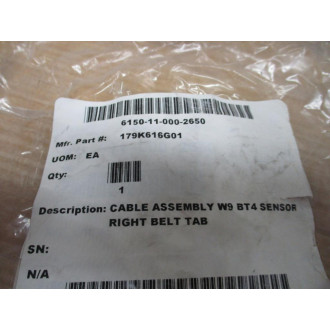 6150-11-000-2650
Mfr. Part #: 179K616G01
UOM: EA
Qty:
1
Description: CABLE ASSEMBLY W9 BT4 SENSOR
RIGHT BELT TAB
SN:
N/A